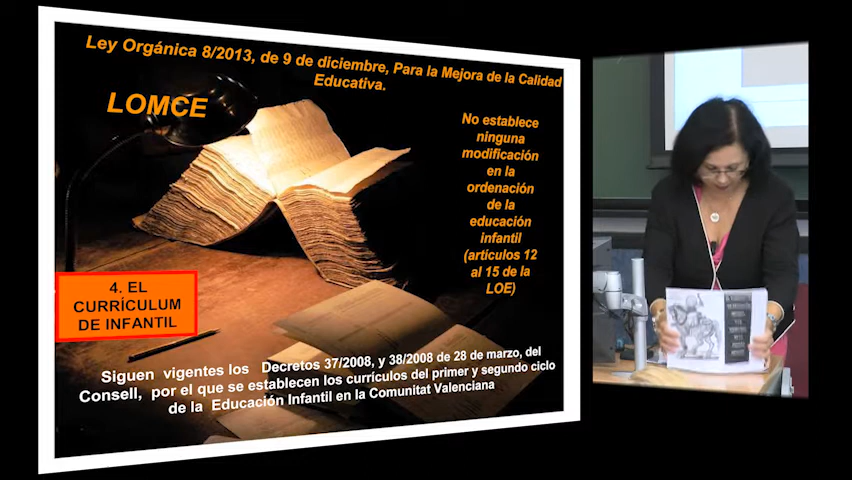 Ley Orgánica 8/2013, de 9 de diciembre, Para la Mejora de la Calidad
Educativa.
LOMCE
No establece
ninguna
modificación
en la
ordenación
de la
educación
infantil
(artículos 12
al 15 de la
LOE)
4. EL
CURRÍCULUM
DE INFANTIL
Siguen vigentes los Decretos 37/2008, y 38/2008 de 28 de marzo, del
Consell, por el que se establecen los currículos del primer y segundo ciclo
de la Educación Infantil en la Comunitat Valenciana